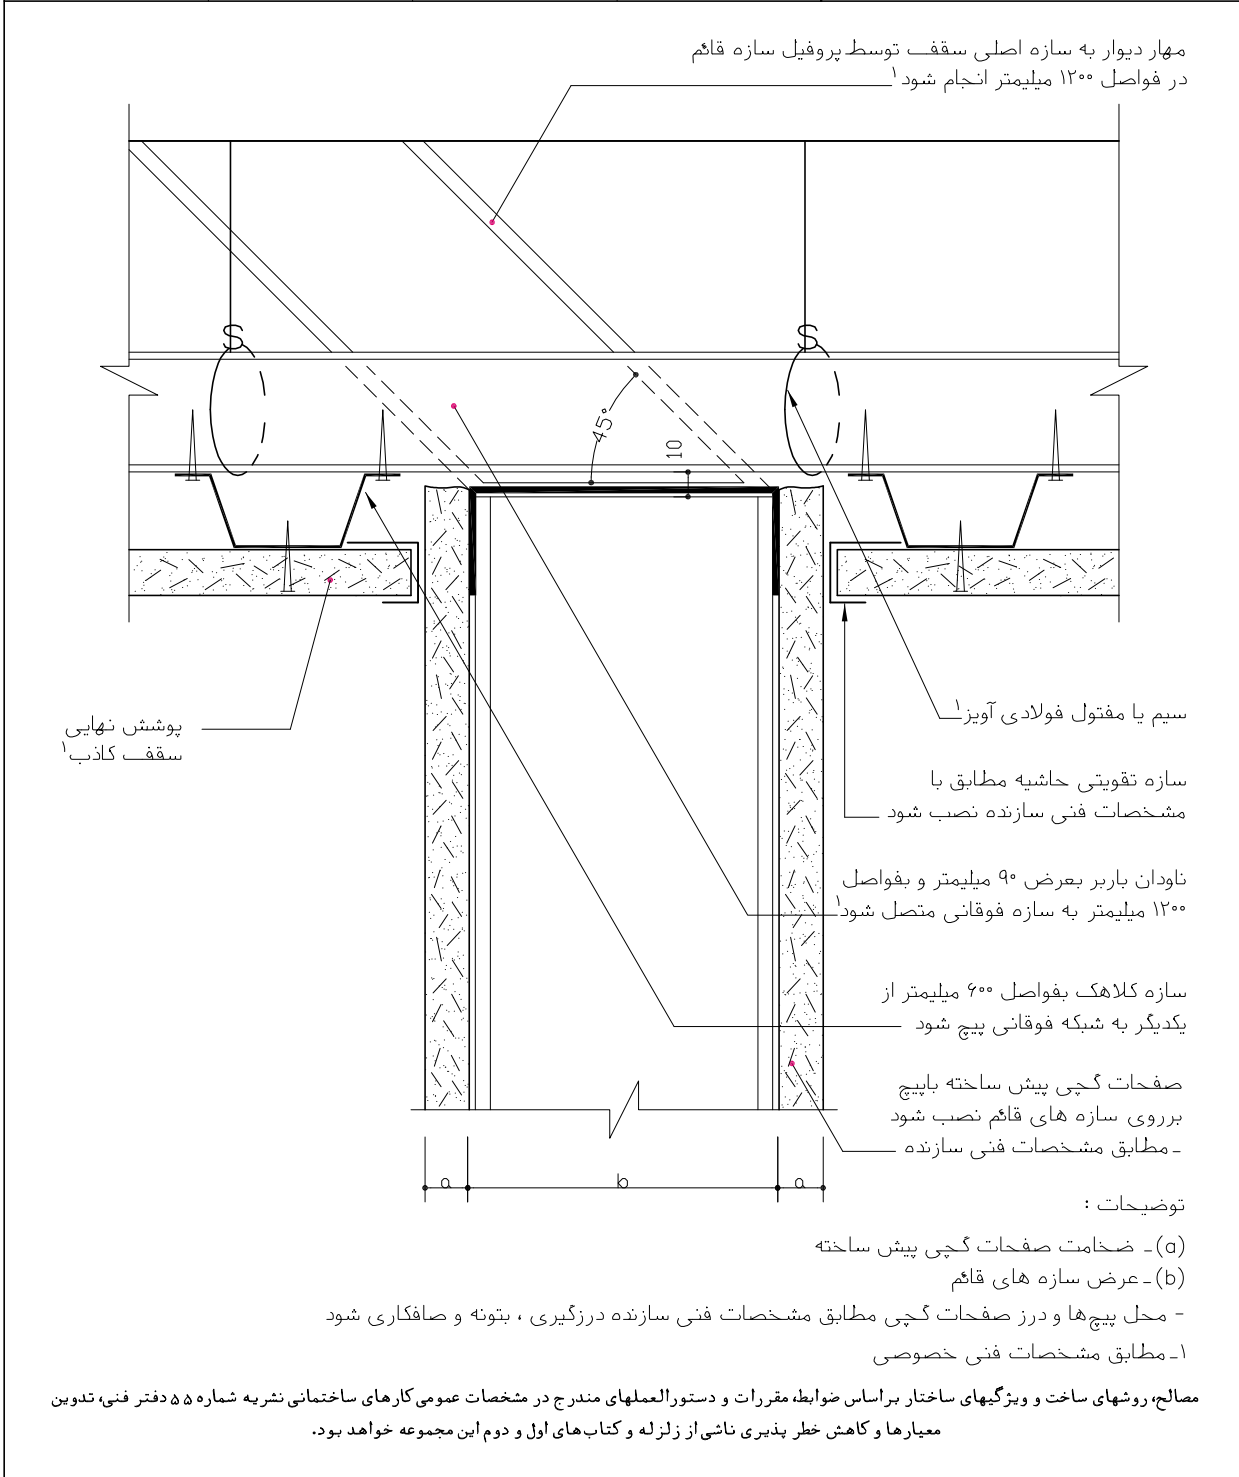 مهار دیوار به سازه اصلی سقف توسط پروفیل سازه قائم
در فواصل ۱۲۰۰ میلیمتر انجام شود۱
S
S
45°
10
سیم یا مفتول فولادی آویز۱
پوشش نهایی
سقف کاذب۱
سازه تقویتی حاشیه مطابق با
مشخصات فنی سازنده نصب شود
ناودان باربر بعرض ۹۰ میلیمتر و بفواصل
۱۲۰۰ میلیمتر به سازه فوقانی متصل شود۱
سازه کلاهک بفواصل ۶۰۰ میلیمتر از
یکدیگر به شبکه فوقانی پیچ شود
صفحات گچی پیش ساخته باپیچ
برروی سازه های قائم نصب شود
ـ مطابق مشخصات فنی سازنده
a b a
توضیحات :
(a)ـ ضخامت صفحات گچی پیش ساخته
(b)ـ عرض سازه های قائم
- محل پیچ‌ها و درز صفحات گچی مطابق مشخصات فنی سازنده درزگیری ، بتونه و صافکاری شود
۱ـ مطابق مشخصات فنی خصوصی
مصالح، روشهای ساخت و ویژگیهای ساختار براساس ضوابط، مقررات و دستورالعملهای مندرج در مشخصات عمومی کارهای ساختمانی نشریه شماره ۵۵ دفتر فنی، تدوین
معیارها و کاهش خطر پذیری ناشی از زلزله و کتاب‌های اول و دوم این مجموعه خواهد بود.